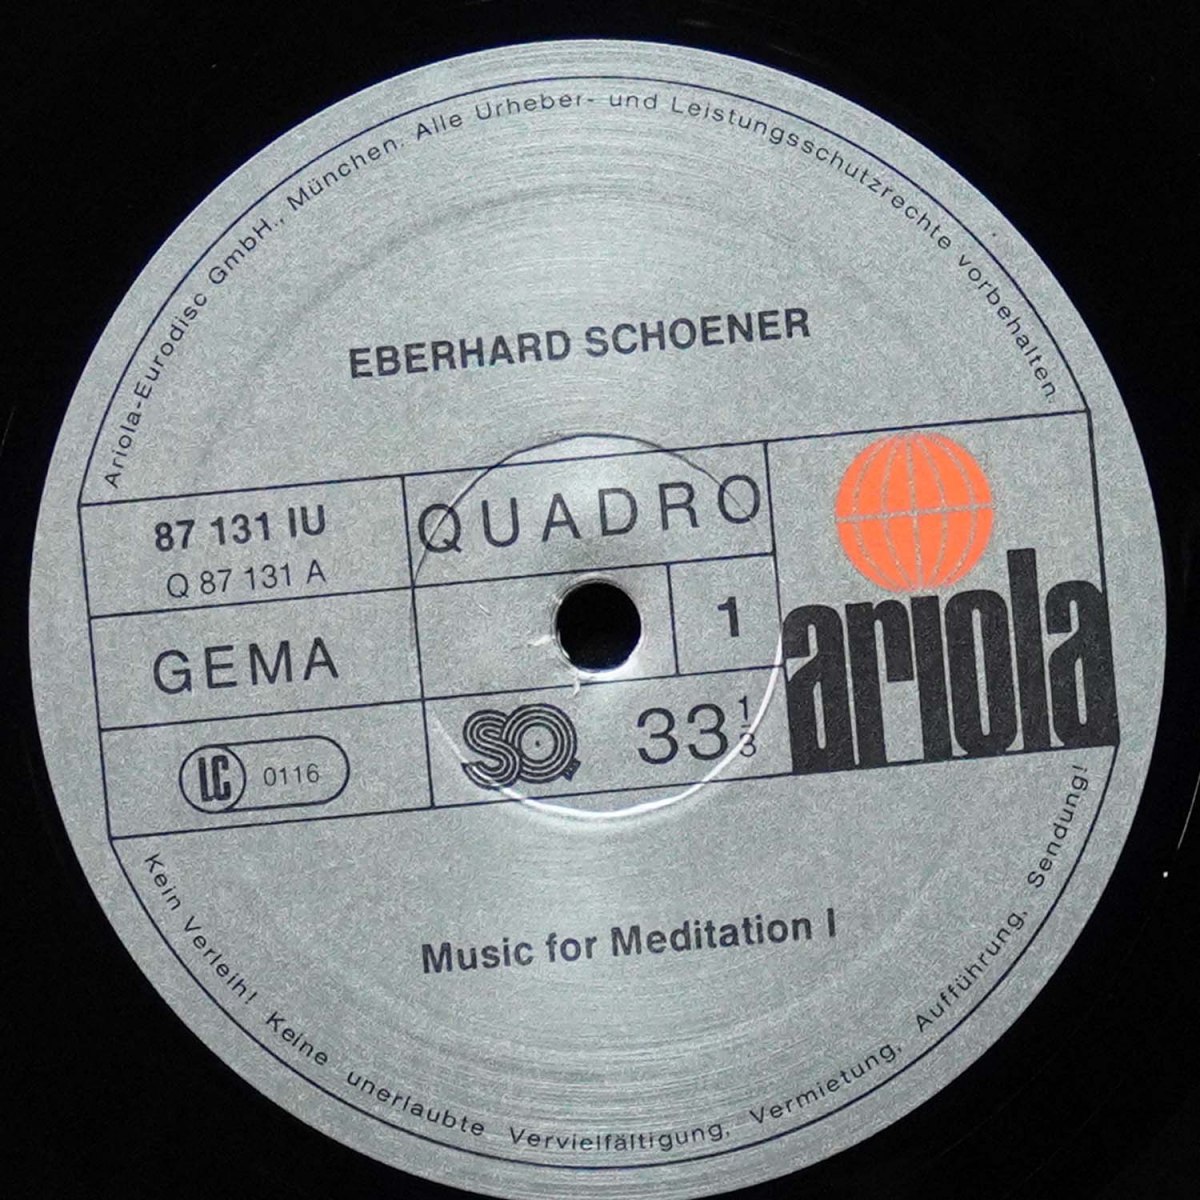 Ariola-Eurodisc GmbH., München. Alle Urheber- und Leistungsschutzrechte vorbehalten.
EBERHARD SCHOENER
87 131 IU
Q 87 131 A
QUADRO
ariola
GEMA
1
LC 0116
SQ
33 1/3
Music for Meditation I
Kein Verleih! Keine unerlaubte Vervielfältigung, Vermietung, Aufführung, Sendung!